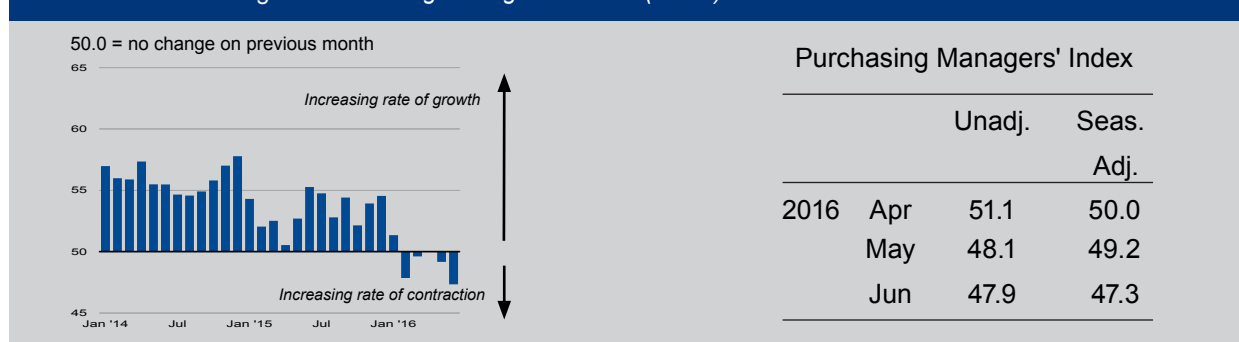 50.0 = no change on previous month
65
Increasing rate of growth
60
55
50
Increasing rate of contraction
45
Jan '14 Jul Jan '15 Jul Jan '16
Purchasing Managers' Index
Unadj. Seas.
Adj.
2016 Apr 51.1 50.0
May 48.1 49.2
Jun 47.9 47.3